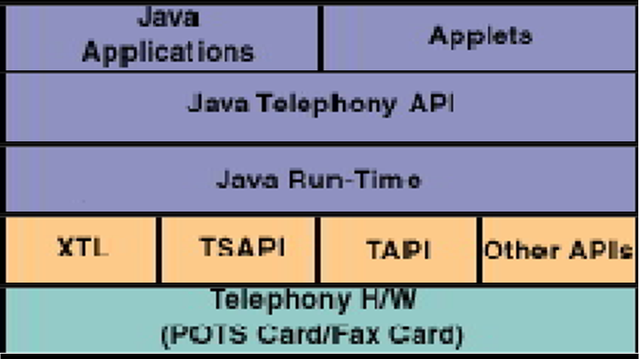 Java
Applications
Applets
Java Telephony API
Java Run-Time
XTL
TSAPI
TAPI
Other APIs
Telephony H/W
(POTS Card/Fax Card)